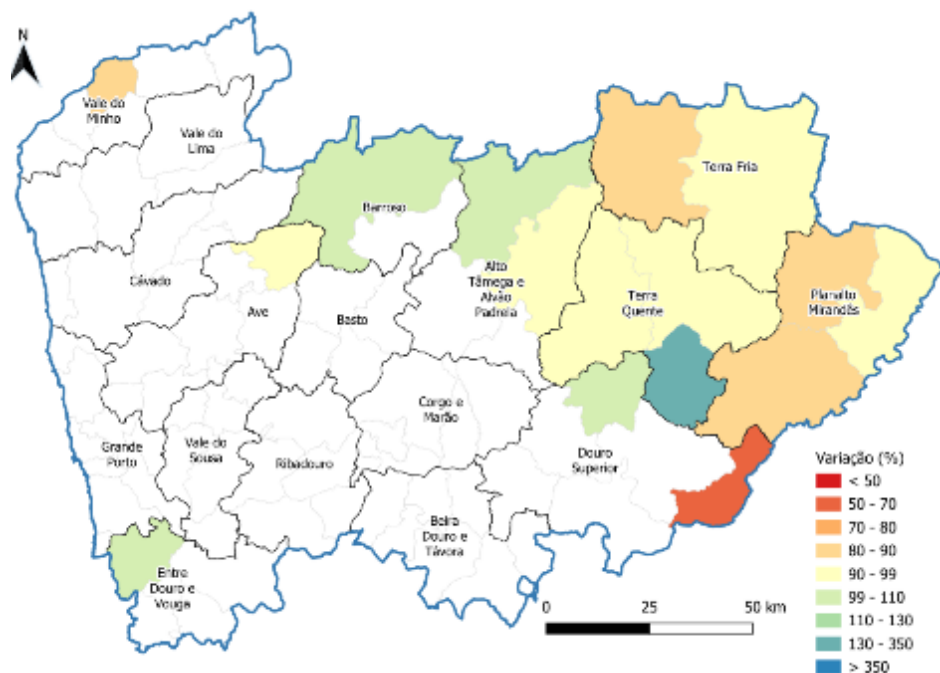 N
Vale do
Minho
Vale do
Lima
Barroso
Terra Fria
Cávado
Alto
Tâmega e
Alvão
Padrela
Terra
Quente
Planalto
Mirandês
Ave
Basto
Corgo e
Marão
Grande
Porto
Vale do
Sousa
Ribadouro
Douro
Superior
Beira
Douro e
Távora
Entre
Douro e
Vouga
Variação (%)
< 50
50 - 70
70 - 80
80 - 90
90 - 99
99 - 110
110 - 130
130 - 350
> 350
0 25 50 km